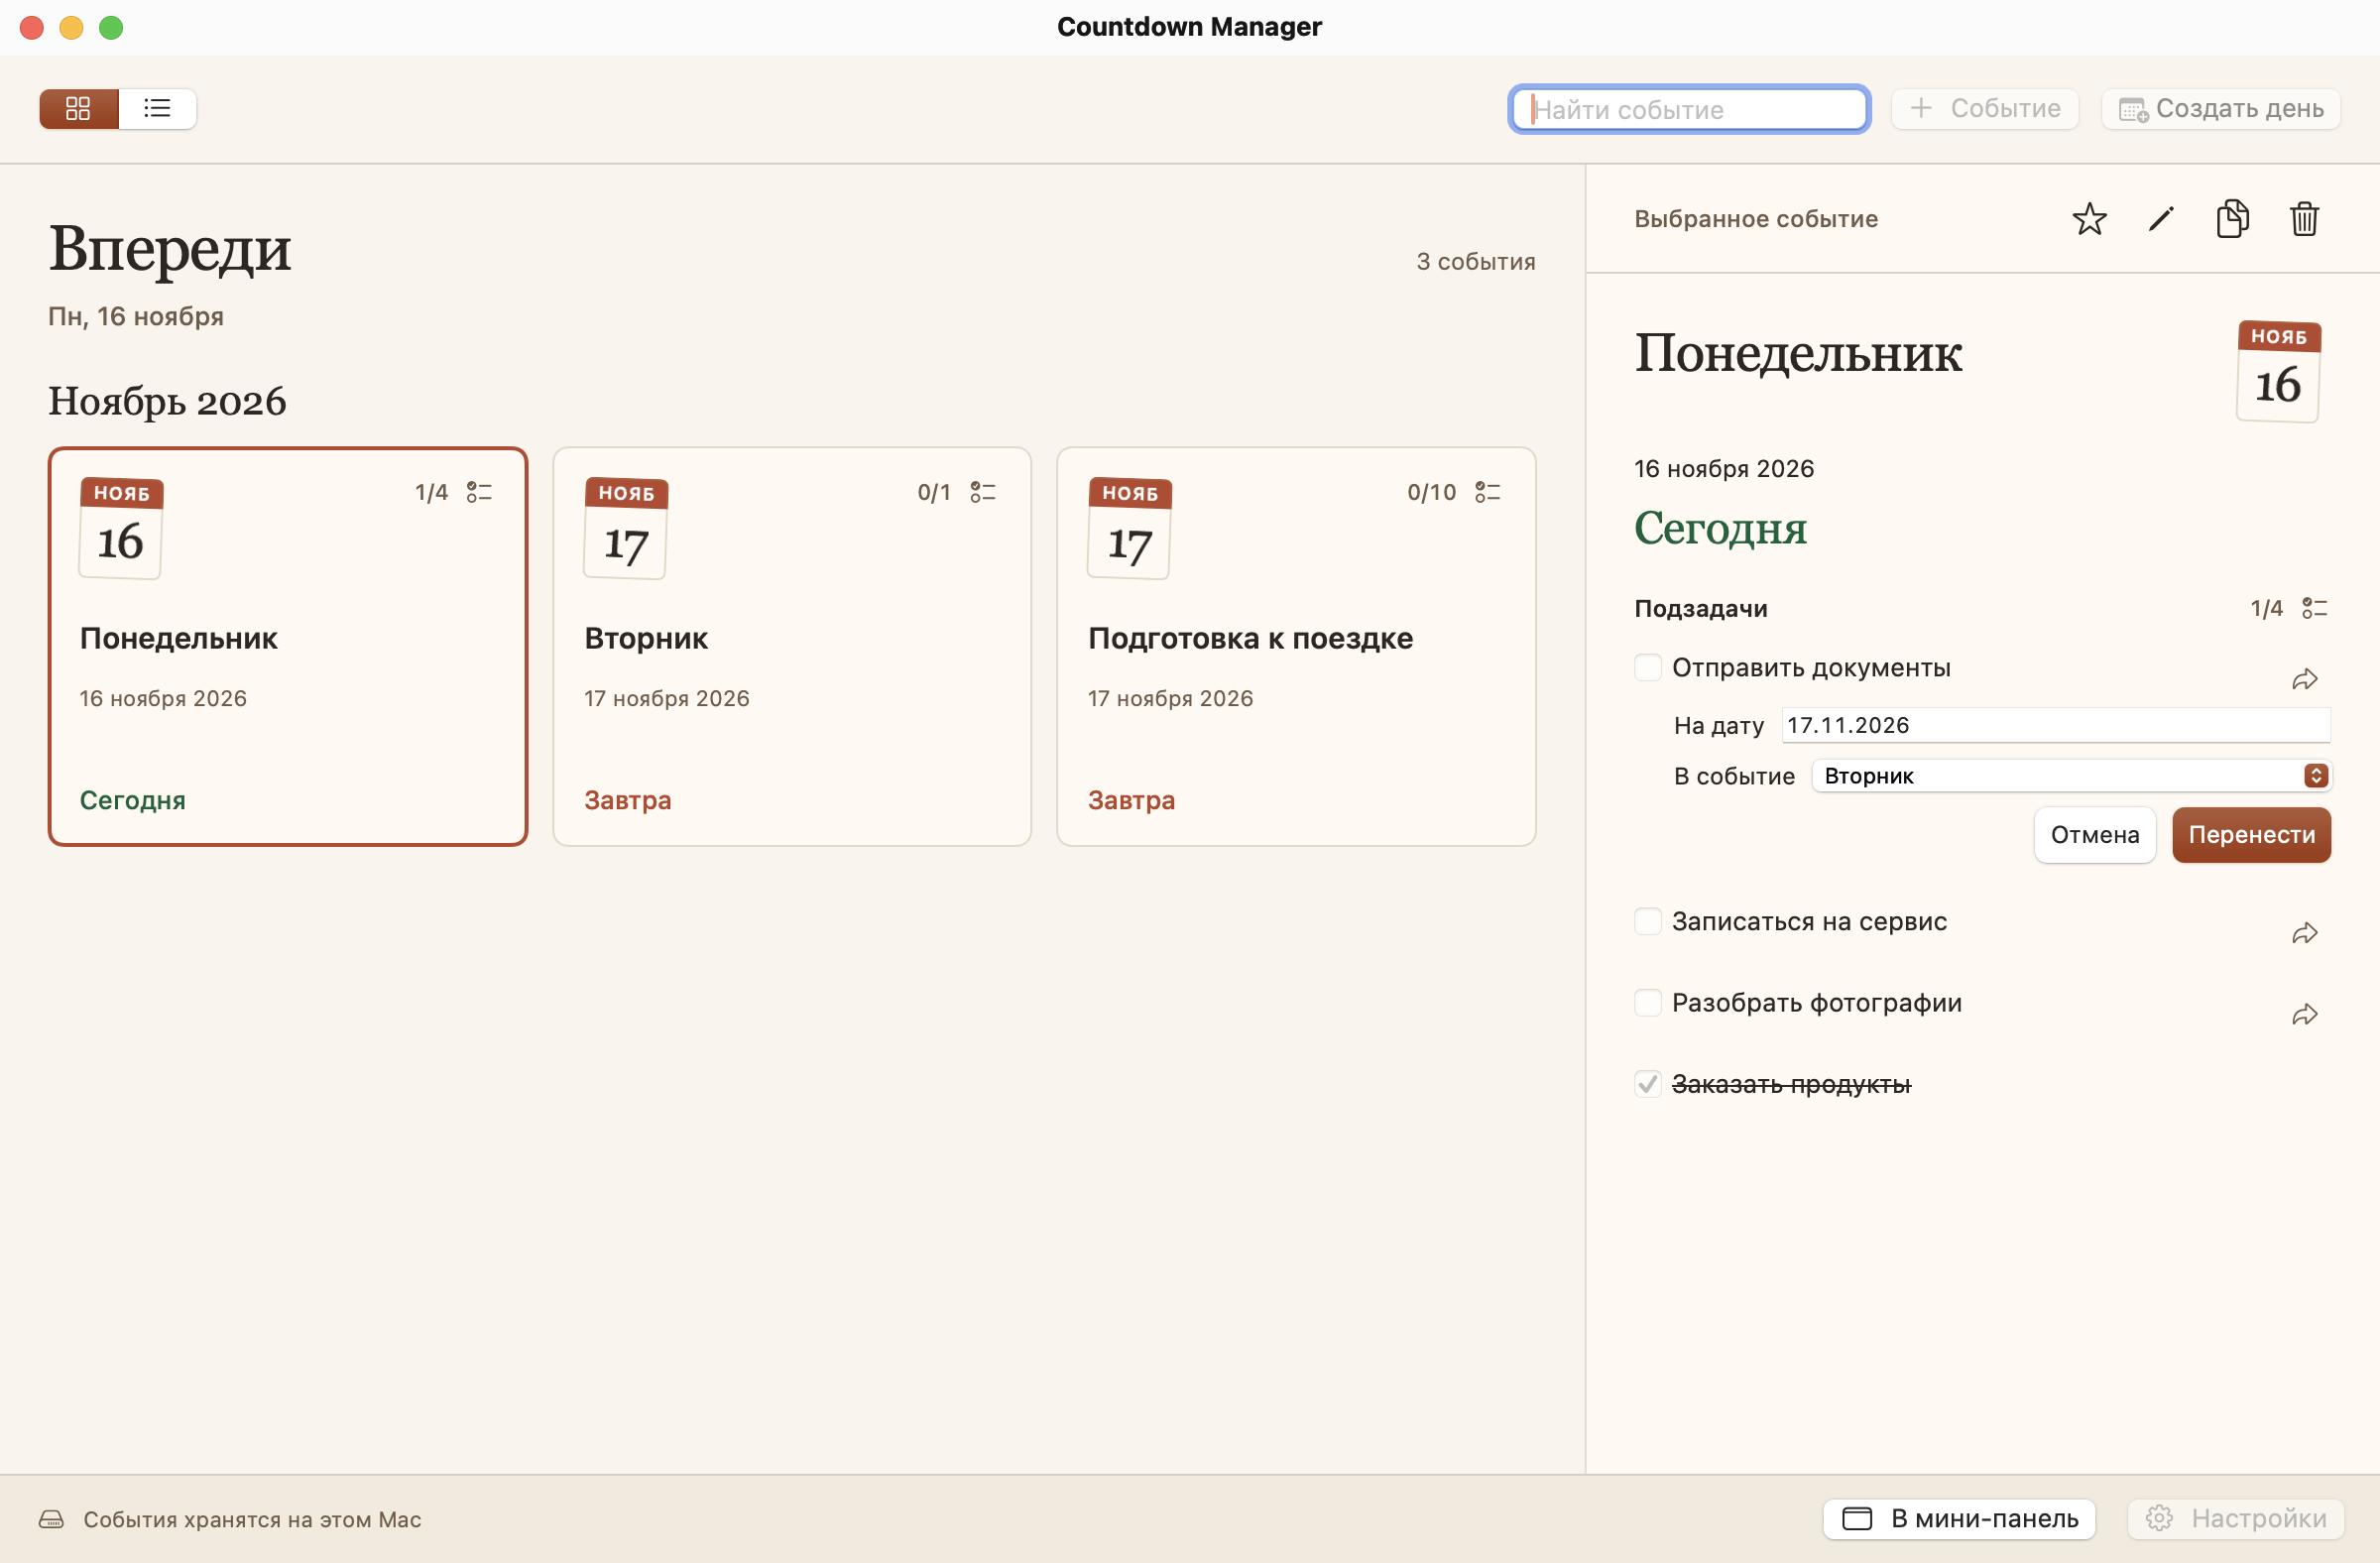 Countdown Manager
Найти событие
Событие
Создать день
Впереди
3 события
Пн, 16 ноября
Ноябрь 2026
НОЯБ
16
1/4
Понедельник
16 ноября 2026
Сегодня
НОЯБ
17
0/1
Вторник
17 ноября 2026
Завтра
НОЯБ
17
0/10
Подготовка к поездке
17 ноября 2026
Завтра
Выбранное событие
Понедельник
НОЯБ
16
16 ноября 2026
Сегодня
Подзадачи
1/4
Отправить документы
На дату 17.11.2026
В событие Вторник
Отмена
Перенести
Записаться на сервис
Разобрать фотографии
Заказать продукты
События хранятся на этом Mac
В мини-панель
Настройки